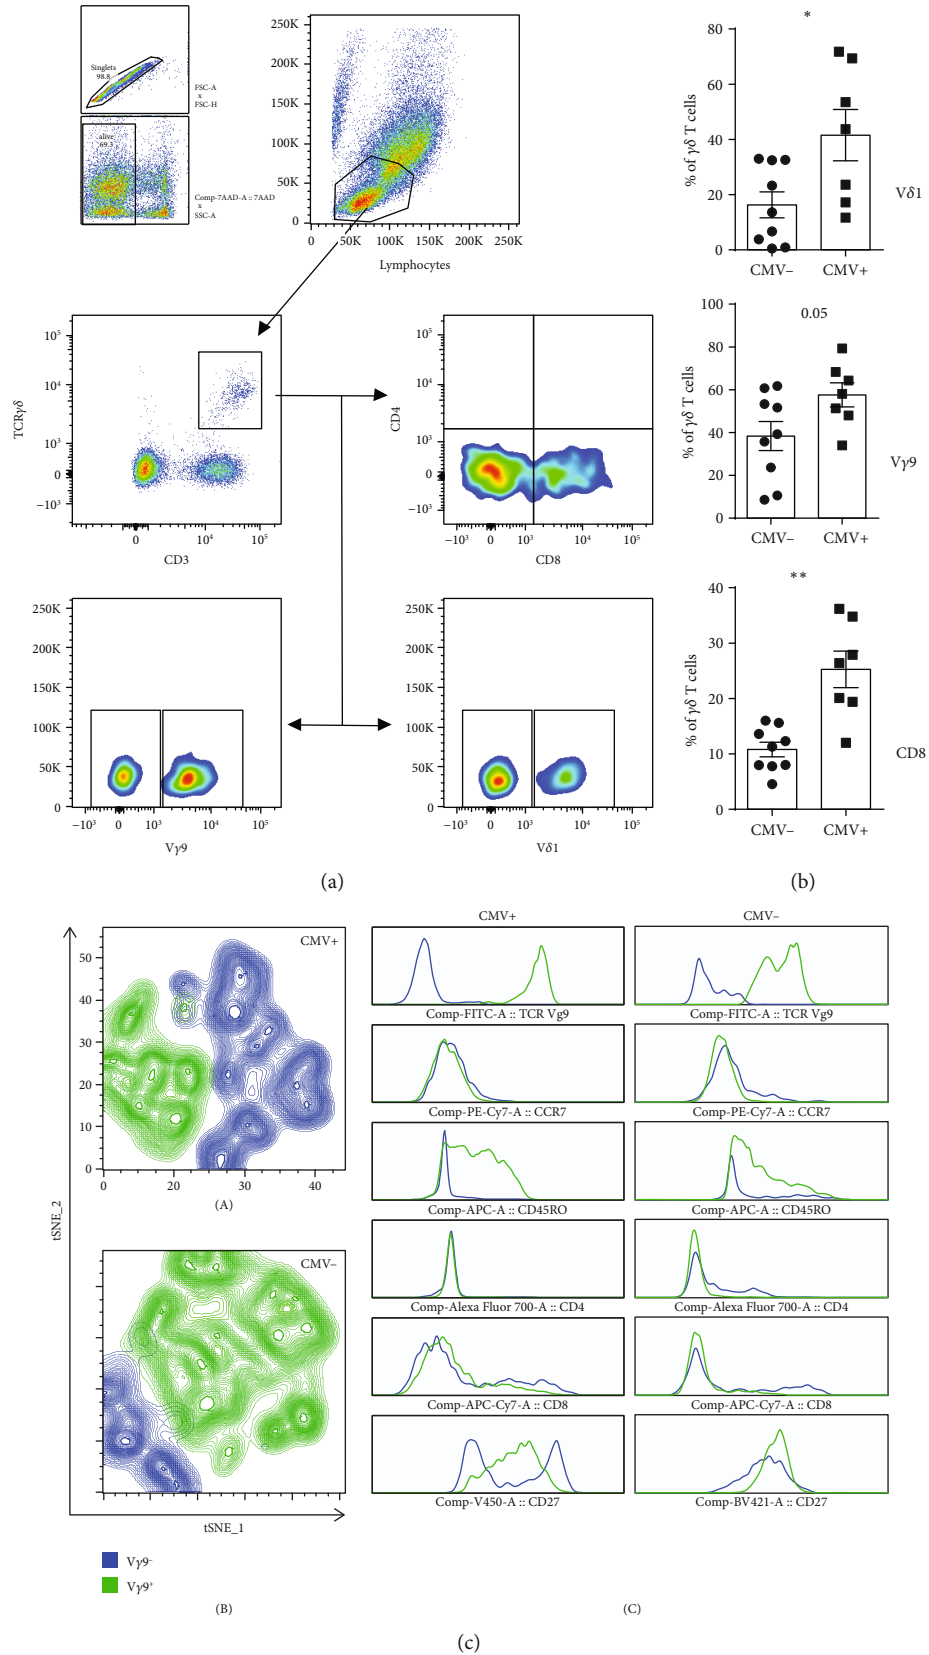 Singlets
98.8
FSC-A
x
FSC-H
alive
69.3
Comp-7AAD-A :: 7AAD
x
SSC-A
250K
200K
150K
100K
50K
0
0 50K 100K 150K 200K 250K
Lymphocytes
TCRγδ
10⁵
10⁴
10³
0
−10³
0 10⁴ 10⁵
CD3
CD4
10⁵
10⁴
10³
0
−10³
−10³ 0 10³ 10⁴ 10⁵
CD8
250K
200K
150K
100K
50K
0
−10³ 0 10³ 10⁴ 10⁵
Vγ9
250K
200K
150K
100K
50K
0
−10³ 0 10³ 10⁴ 10⁵
Vδ1
(a)
*
% of γδ T cells
80
60
40
20
0
CMV− CMV+
Vδ1
0.05
% of γδ T cells
100
80
60
40
20
0
CMV− CMV+
Vγ9
**
% of γδ T cells
40
30
20
10
0
CMV− CMV+
CD8
(b)
tSNE_2
CMV+
50
40
30
20
10
0
0 10 20 30 40
(A)
CMV−
tSNE_1
Vγ9⁻
Vγ9⁺
(B)
CMV+ CMV−
Comp-FITC-A :: TCR Vg9 Comp-FITC-A :: TCR Vg9
Comp-PE-Cy7-A :: CCR7 Comp-PE-Cy7-A :: CCR7
Comp-APC-A :: CD45RO Comp-APC-A :: CD45RO
Comp-Alexa Fluor 700-A :: CD4 Comp-Alexa Fluor 700-A :: CD4
Comp-APC-Cy7-A :: CD8 Comp-APC-Cy7-A :: CD8
Comp-V450-A :: CD27 Comp-BV421-A :: CD27
(C)
(c)